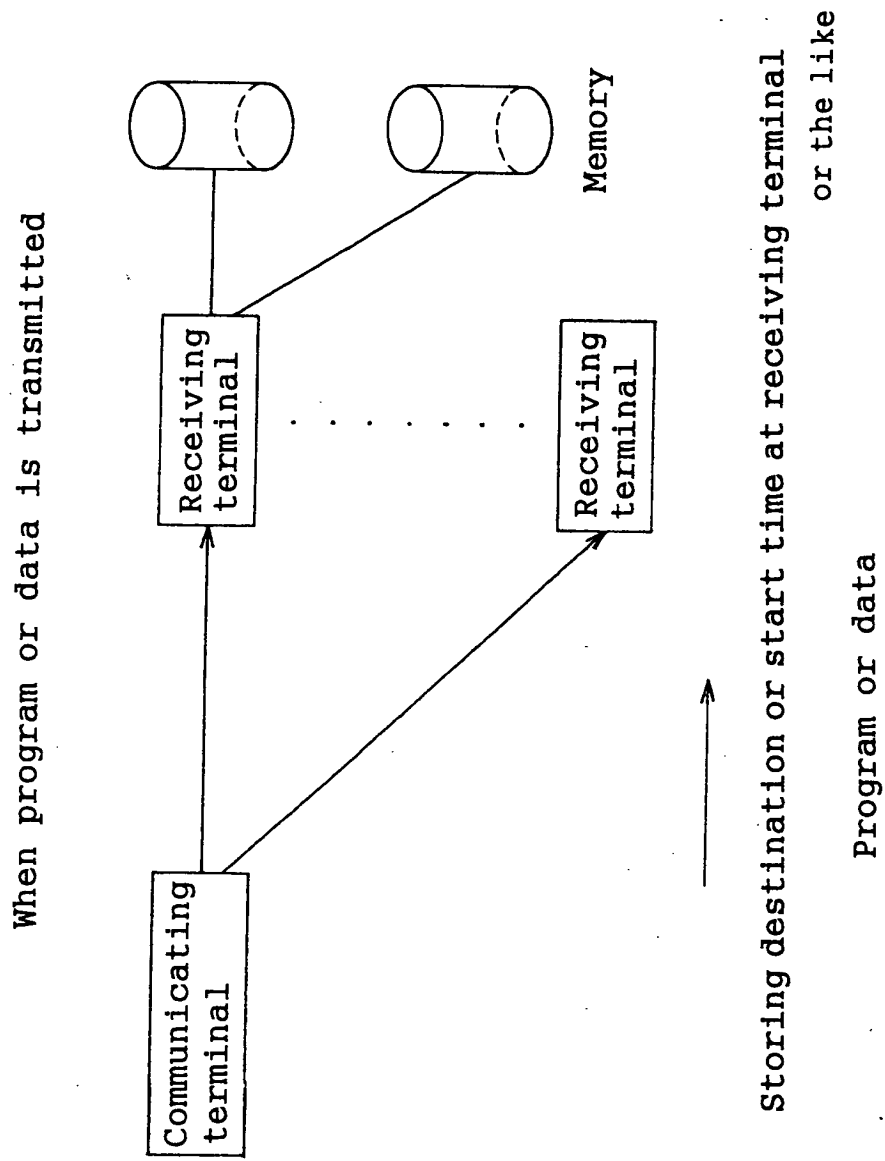 When program or data is transmitted
Communicating
terminal
Receiving
terminal
Receiving
terminal
Memory
Storing destination or start time at receiving terminal
or the like
Program or data